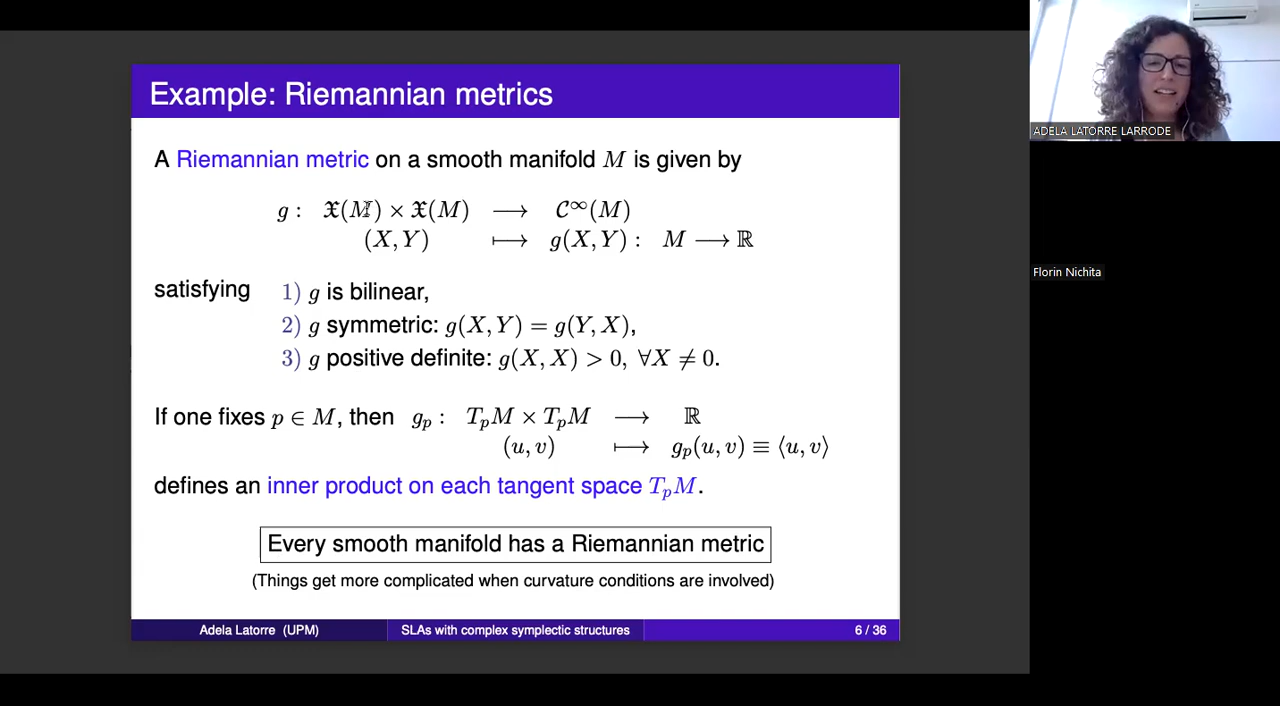 Example: Riemannian metrics
A Riemannian metric on a smooth manifold M is given by
g : 𝔛(M) × 𝔛(M) ⟶ 𝒞^∞(M)
(X, Y) ⟼ g(X, Y) : M ⟶ ℝ
satisfying 1) g is bilinear,
2) g symmetric: g(X, Y) = g(Y, X),
3) g positive definite: g(X, X) > 0, ∀X ≠ 0.
If one fixes p ∈ M, then g_p : T_pM × T_pM ⟶ ℝ
(u, v) ⟼ g_p(u, v) ≡ ⟨u, v⟩
defines an inner product on each tangent space T_pM.
Every smooth manifold has a Riemannian metric
(Things get more complicated when curvature conditions are involved)
Adela Latorre (UPM) SLAs with complex symplectic structures 6 / 36
ADELA LATORRE LARRODE
Florin Nichita